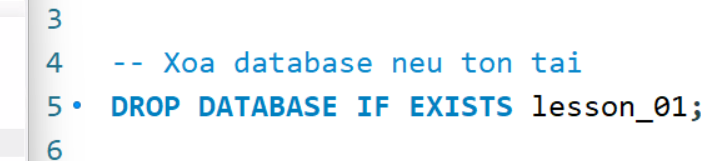 3
4 -- Xoa database neu ton tai
5 DROP DATABASE IF EXISTS lesson_01;
6